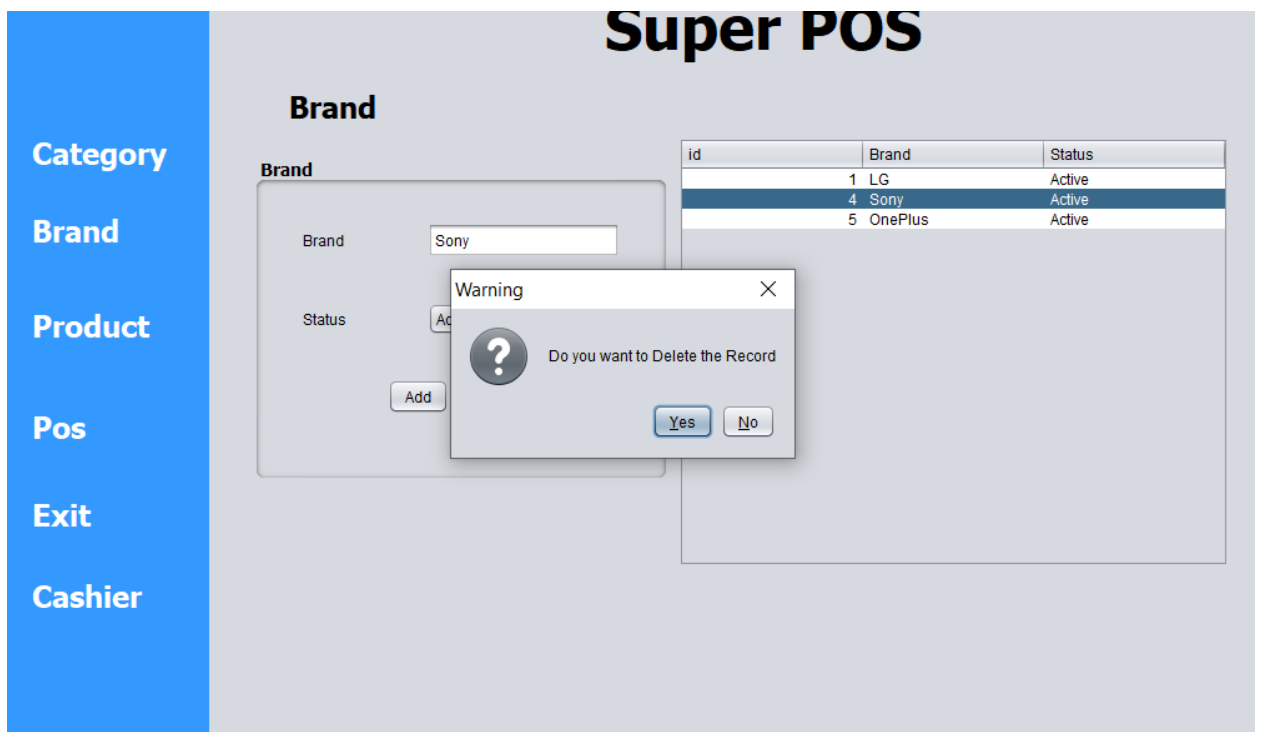 Super POS
Brand
Category
Brand
Product
Pos
Exit
Cashier
Brand
Brand Sony
Status
Add
id Brand Status
1 LG Active
4 Sony Active
5 OnePlus Active
Warning
Do you want to Delete the Record
Yes No